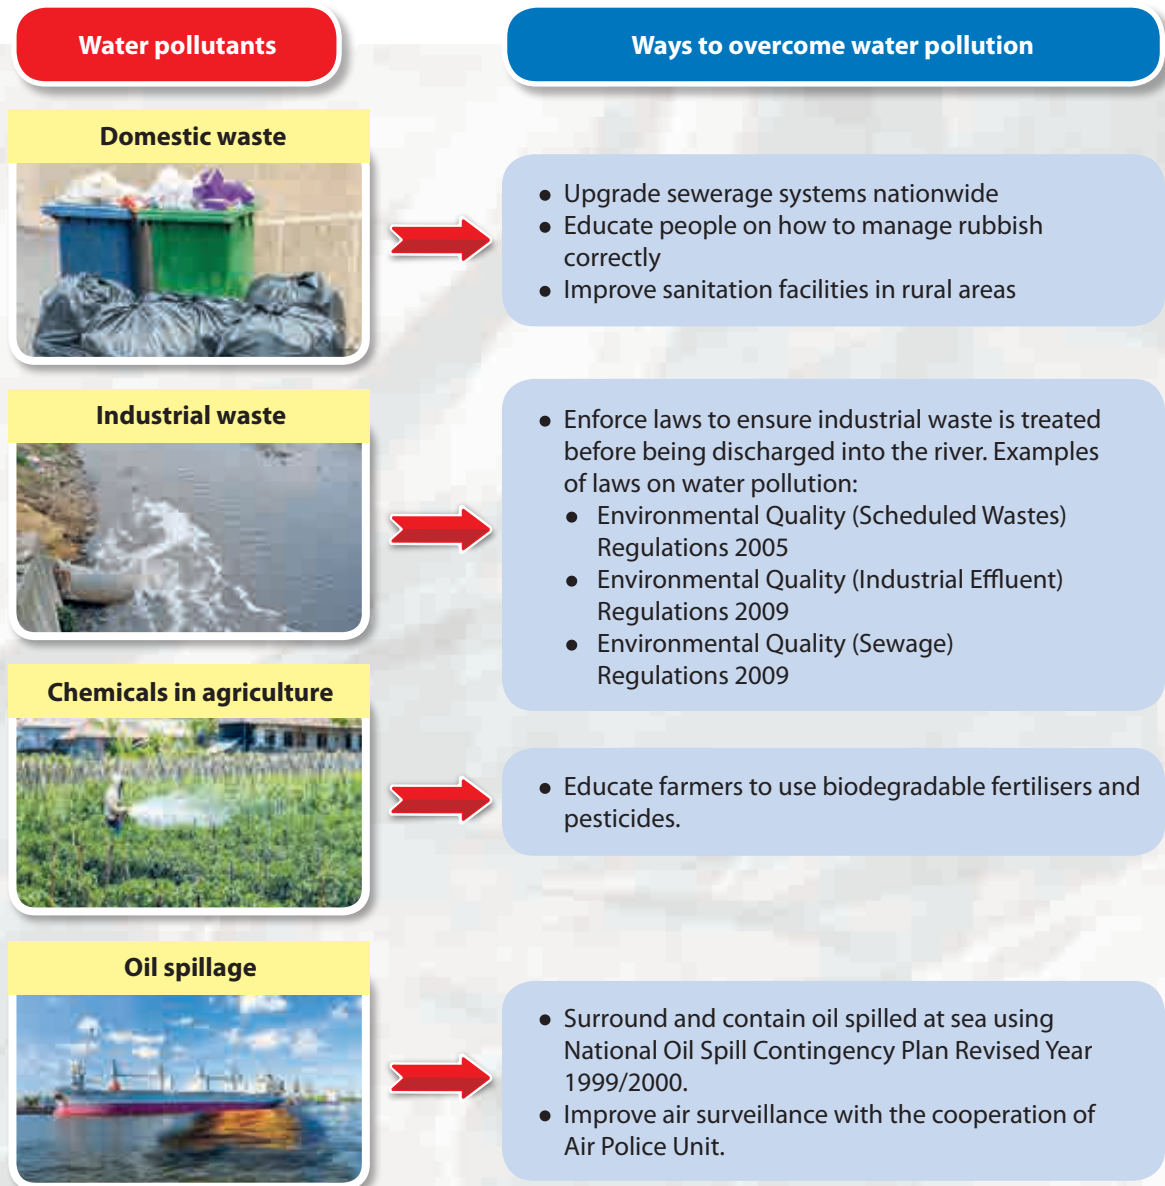 Water pollutants
Ways to overcome water pollution
Domestic waste
● Upgrade sewerage systems nationwide
● Educate people on how to manage rubbish
correctly
● Improve sanitation facilities in rural areas
Industrial waste
● Enforce laws to ensure industrial waste is treated
before being discharged into the river. Examples
of laws on water pollution:
● Environmental Quality (Scheduled Wastes)
Regulations 2005
● Environmental Quality (Industrial Effluent)
Regulations 2009
● Environmental Quality (Sewage)
Regulations 2009
Chemicals in agriculture
● Educate farmers to use biodegradable fertilisers and
pesticides.
Oil spillage
● Surround and contain oil spilled at sea using
National Oil Spill Contingency Plan Revised Year
1999/2000.
● Improve air surveillance with the cooperation of
Air Police Unit.